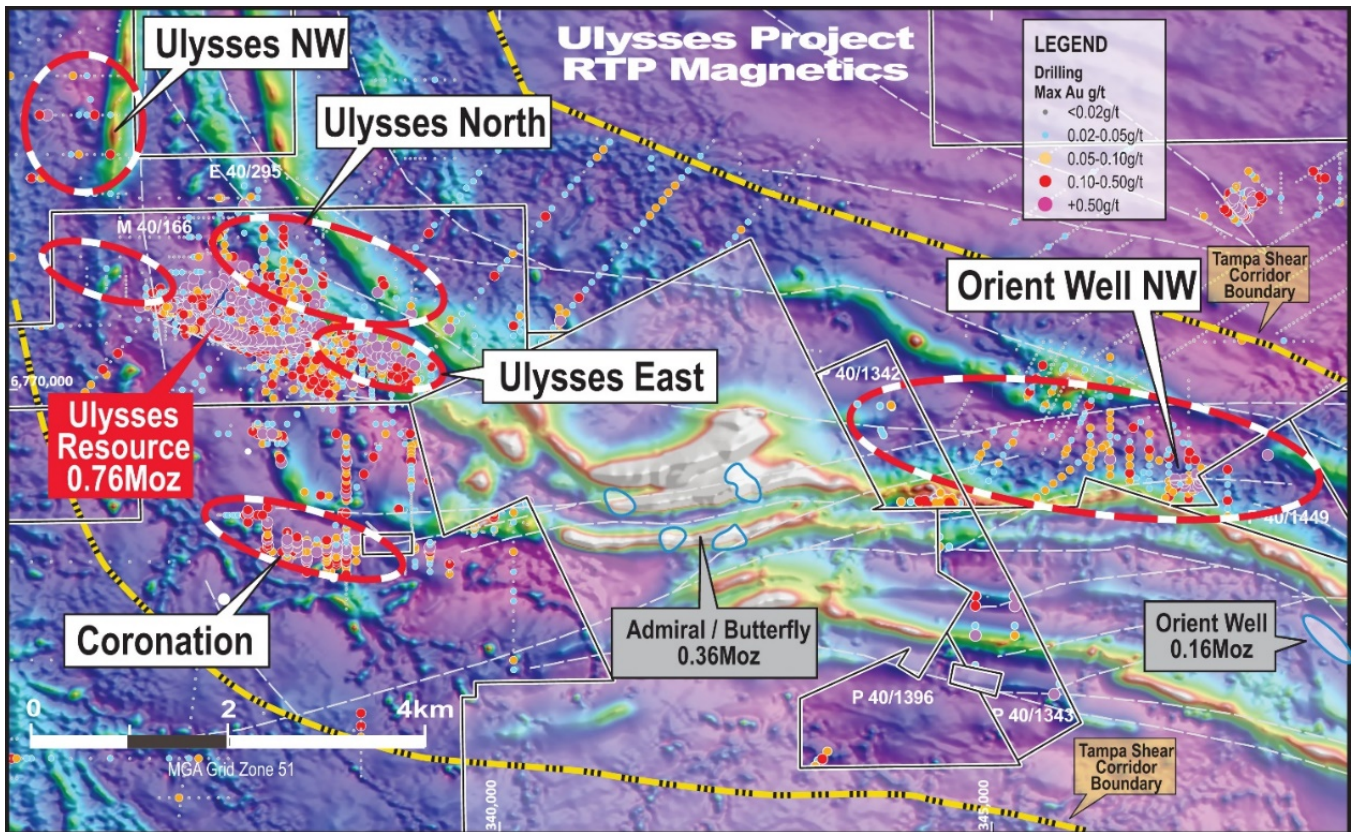 Ulysses NW
Ulysses Project
RTP Magnetics
LEGEND
Drilling
Max Au g/t
<0.02g/t
0.02-0.05g/t
0.05-0.10g/t
0.10-0.50g/t
+0.50g/t
Ulysses North
E 40/295
M 40/166
Tampa Shear
Corridor
Boundary
Orient Well NW
Ulysses East
6,770,000
P 40/1342
Ulysses
Resource
0.76Moz
40/1449
Coronation
Admiral / Butterfly
0.36Moz
Orient Well
0.16Moz
P 40/1396
P 40/1343
0
2
4km
MGA Grid Zone 51
340,000
345,000
Tampa Shear
Corridor
Boundary